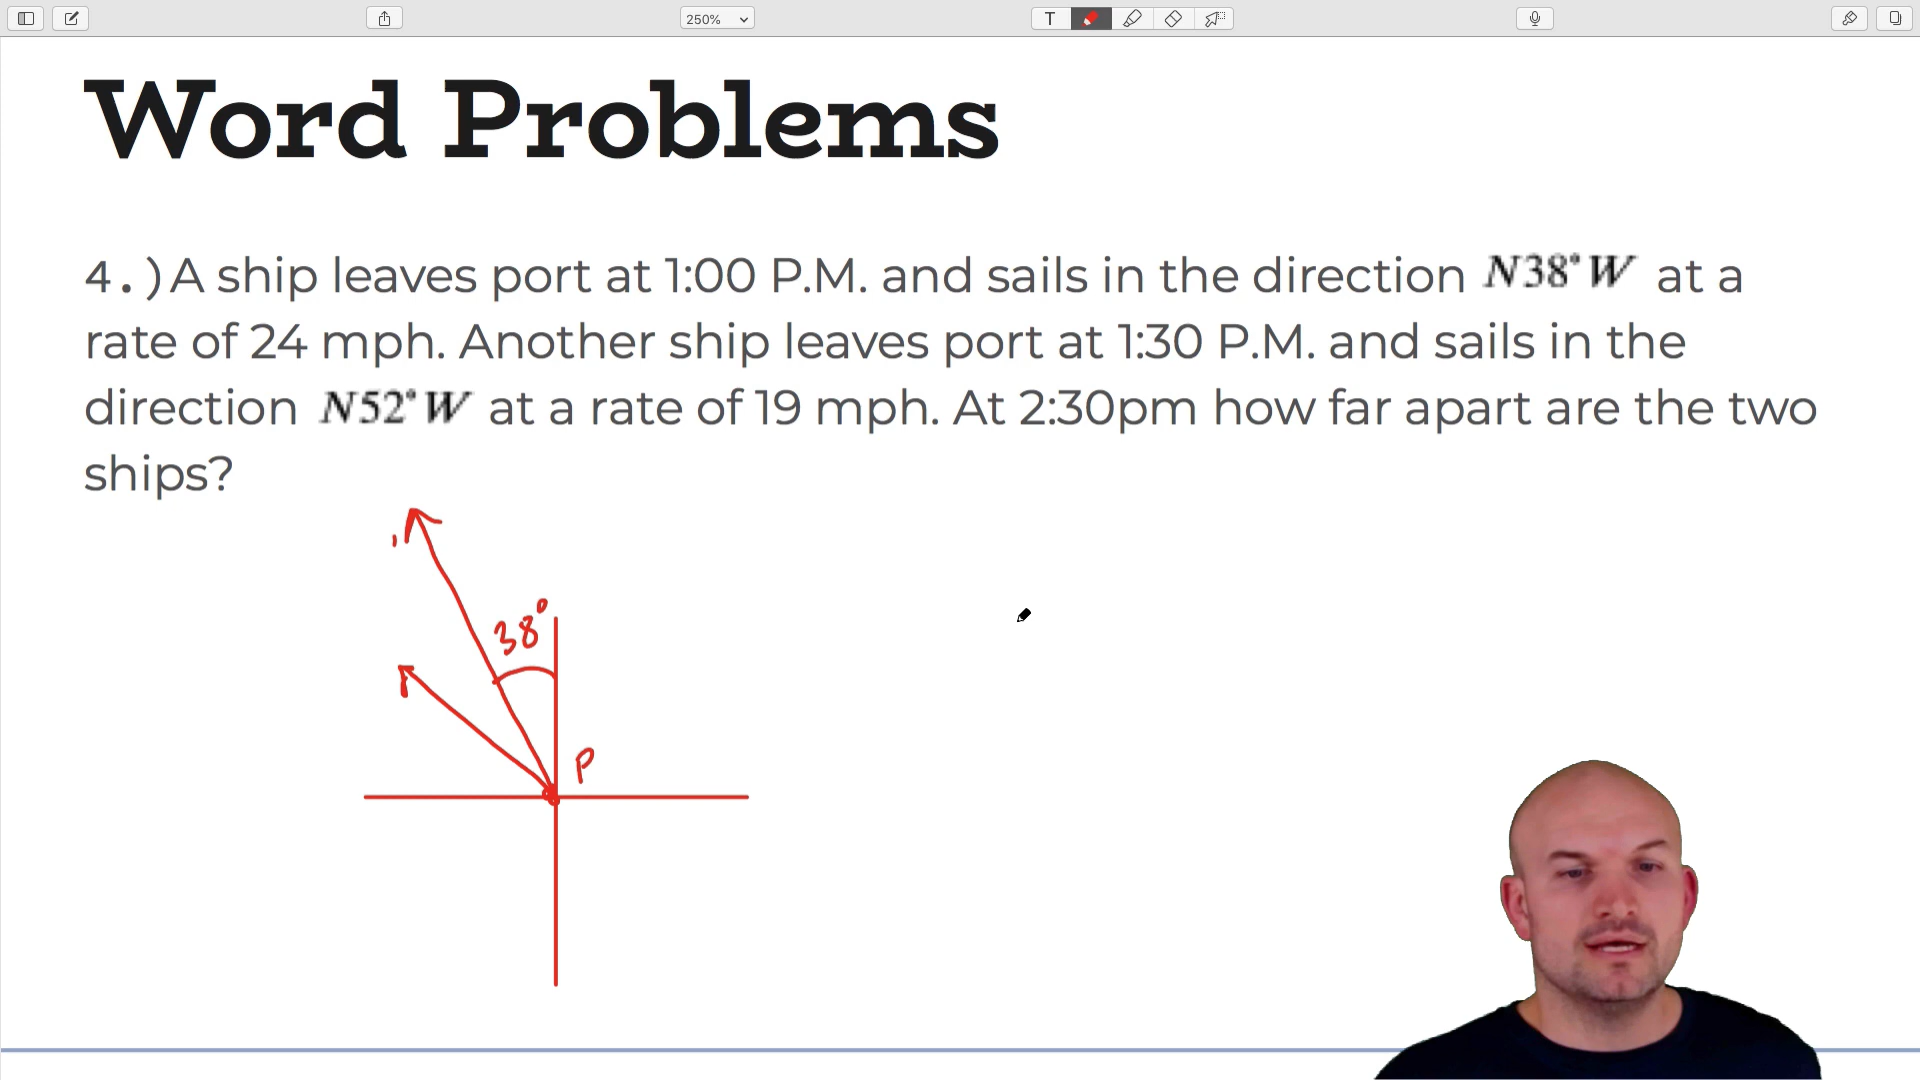 250%
T
Word Problems
4.) A ship leaves port at 1:00 P.M. and sails in the direction N38°W at a
rate of 24 mph. Another ship leaves port at 1:30 P.M. and sails in the
direction N52°W at a rate of 19 mph. At 2:30pm how far apart are the two
ships?
38°
P